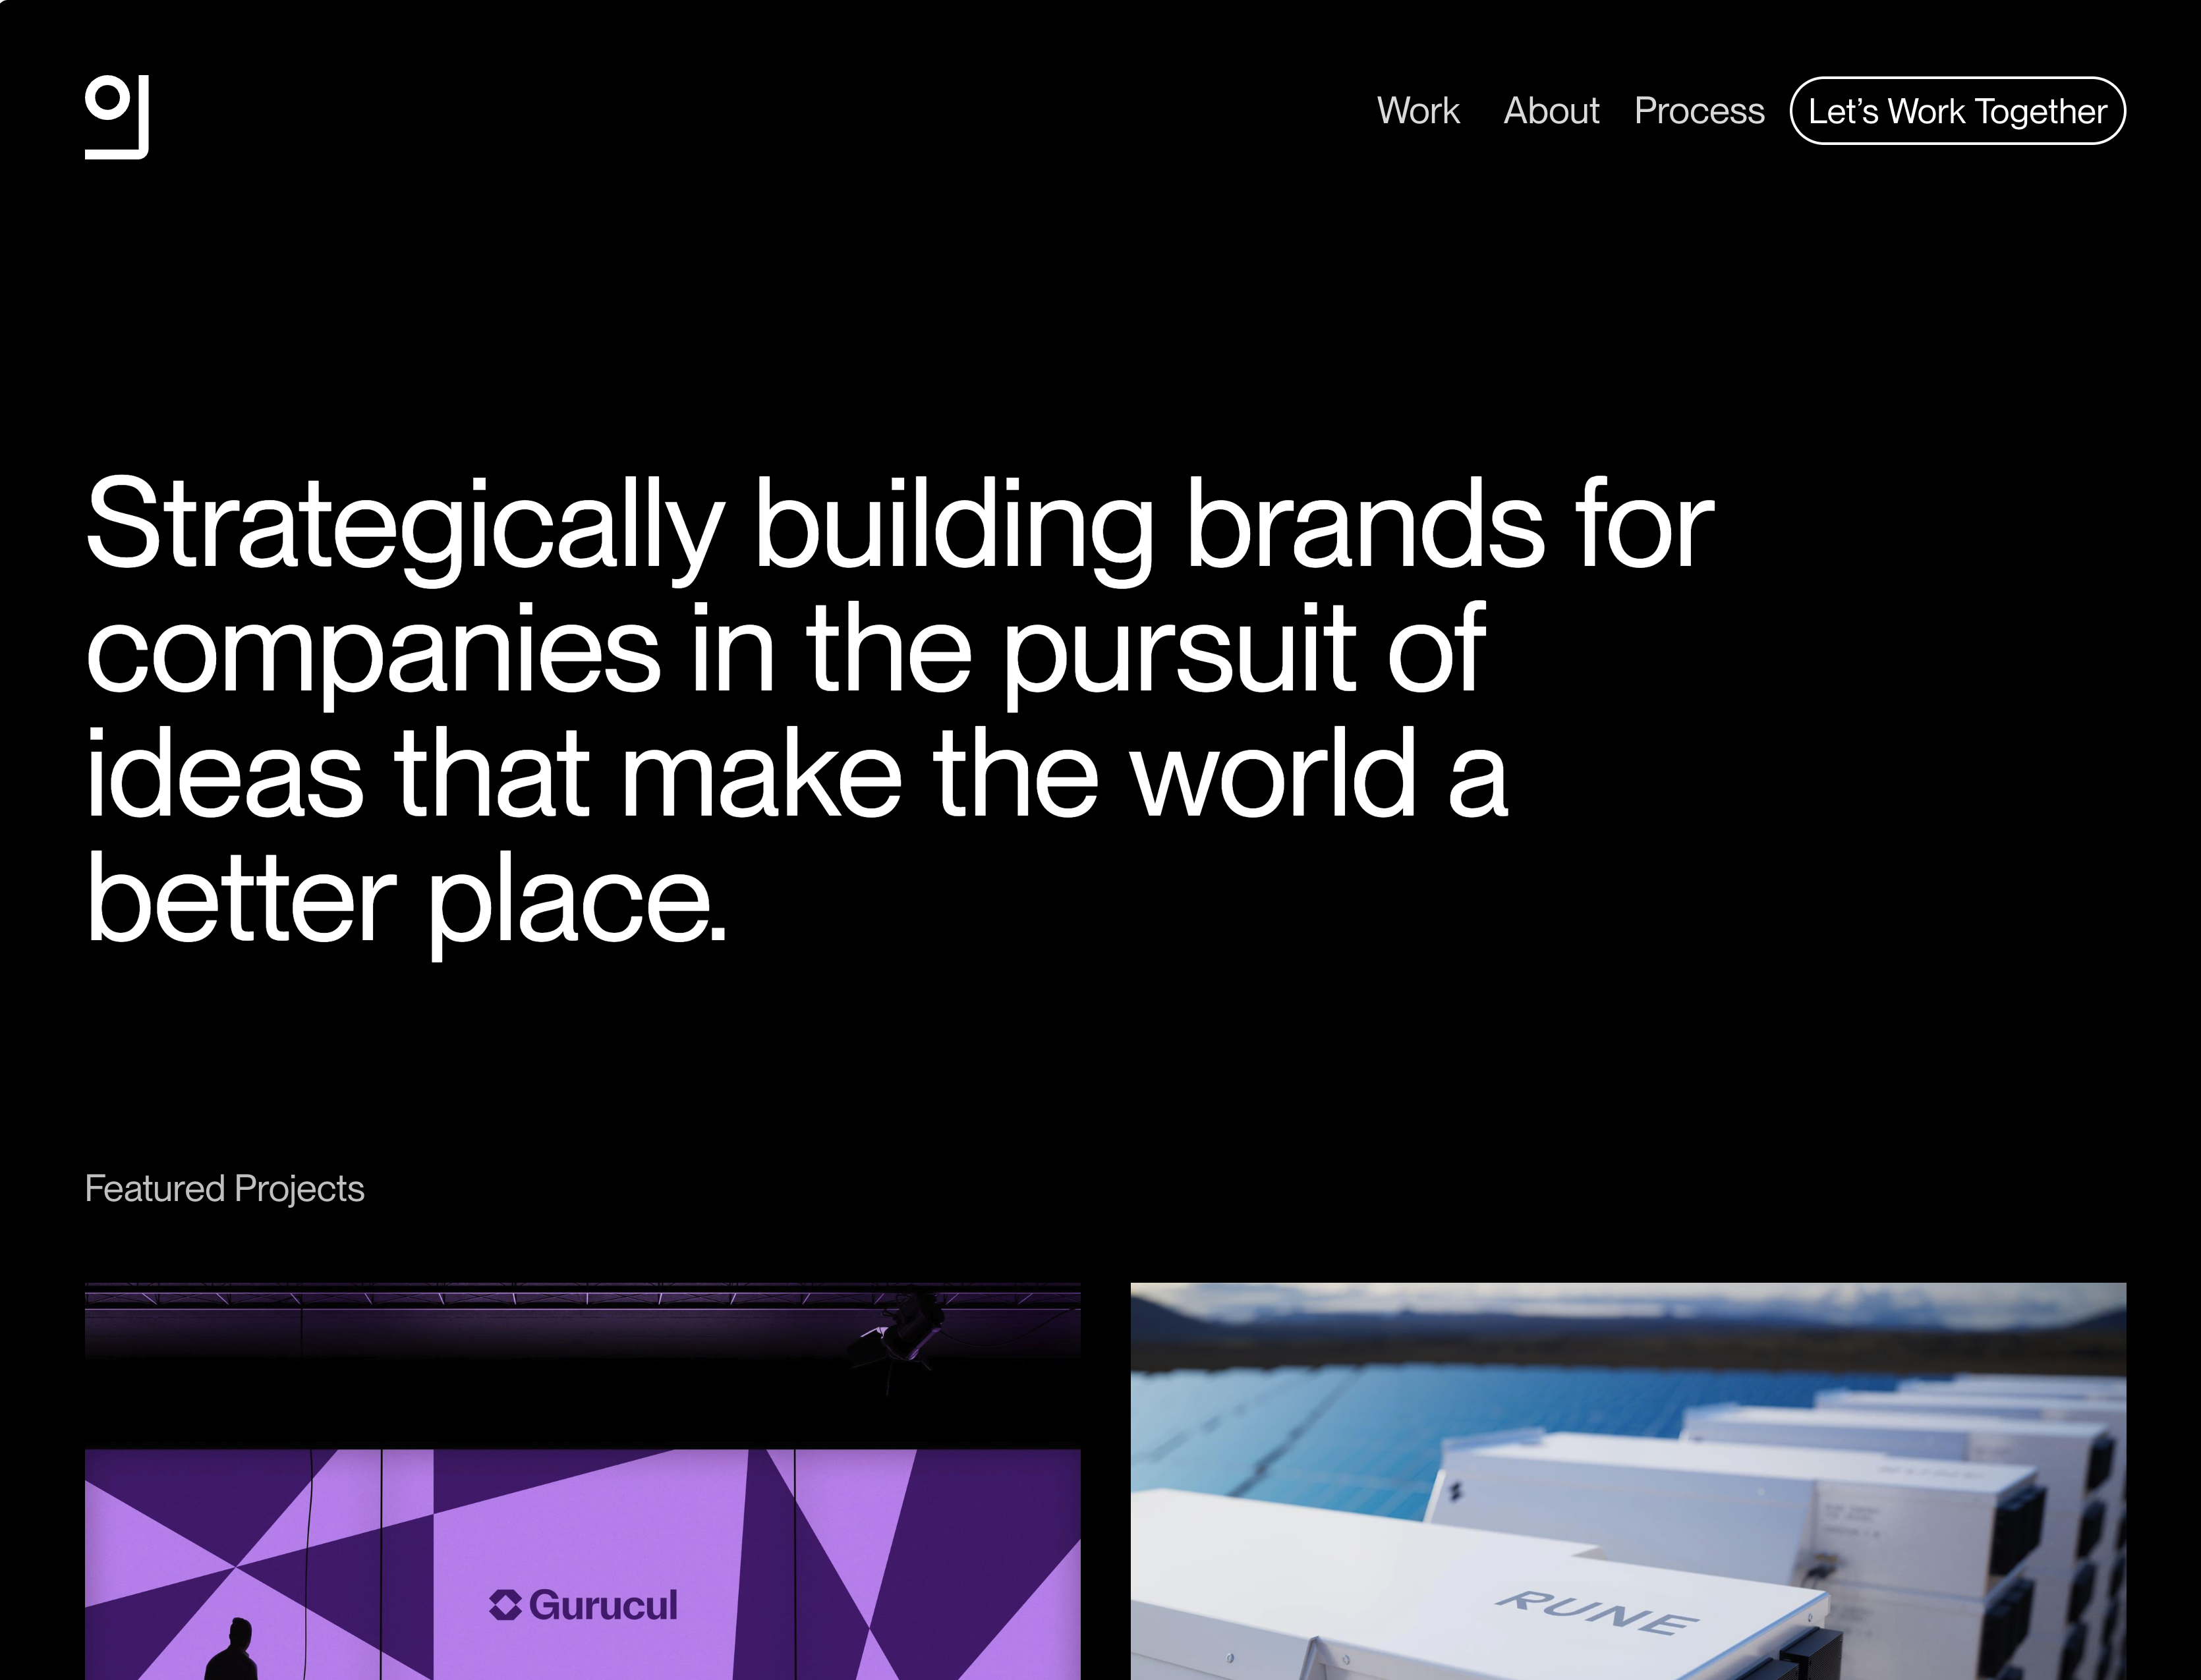 Work About Process Let's Work Together
Strategically building brands for
companies in the pursuit of
ideas that make the world a
better place.
Featured Projects
Gurucul
RUNE